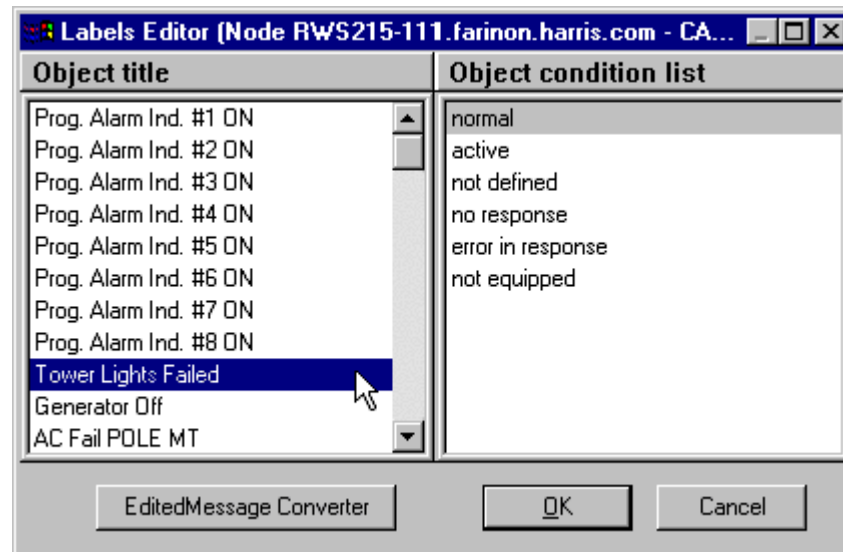 Labels Editor (Node RWS215-111.farinon.harris.com - CA...
Object title
Object condition list
Prog. Alarm Ind. #1 ON
Prog. Alarm Ind. #2 ON
Prog. Alarm Ind. #3 ON
Prog. Alarm Ind. #4 ON
Prog. Alarm Ind. #5 ON
Prog. Alarm Ind. #6 ON
Prog. Alarm Ind. #7 ON
Prog. Alarm Ind. #8 ON
Tower Lights Failed
Generator Off
AC Fail POLE MT
normal
active
not defined
no response
error in response
not equipped
EditedMessage Converter
OK
Cancel